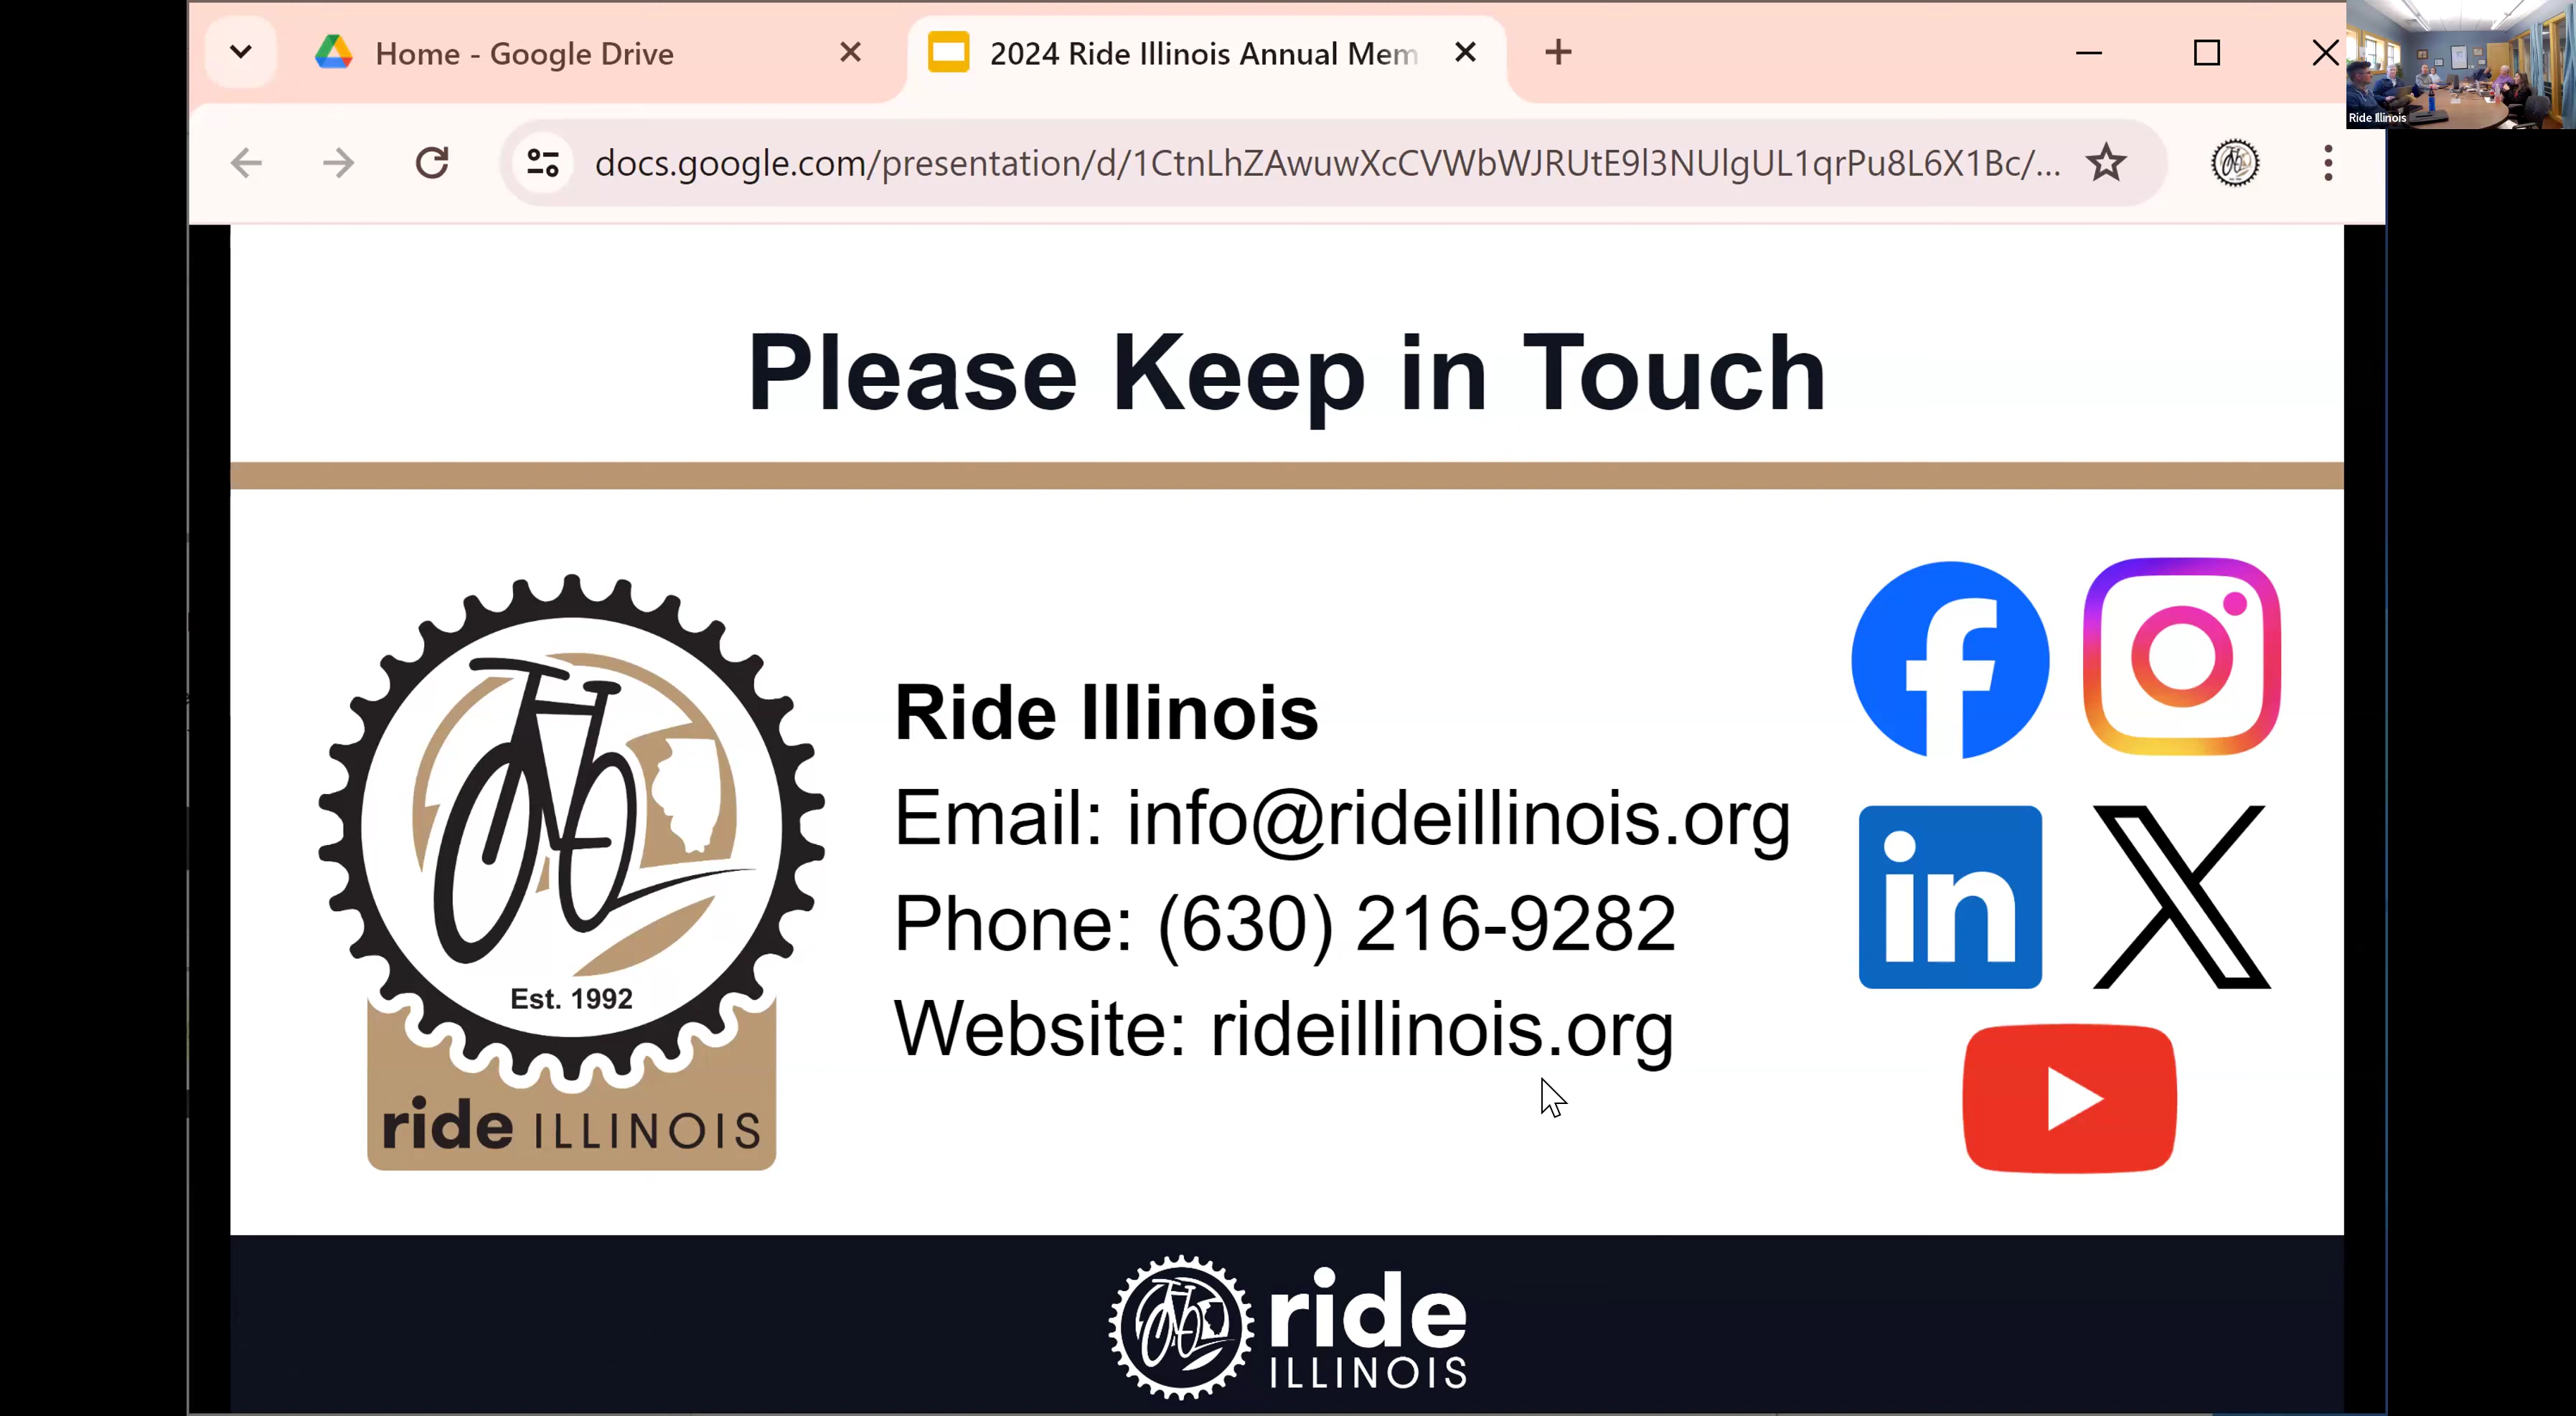 Home - Google Drive
2024 Ride Illinois Annual Mem
docs.google.com/presentation/d/1CtnLhZAwuwXcCVWbWJRUtE9l3NUlgUL1qrPu8L6X1Bc/...
Ride Illinois
Please Keep in Touch
Ride Illinois
Email: info@rideillinois.org
Phone: (630) 216-9282
Website: rideillinois.org
Est. 1992
ride ILLINOIS
in
ride
ILLINOIS